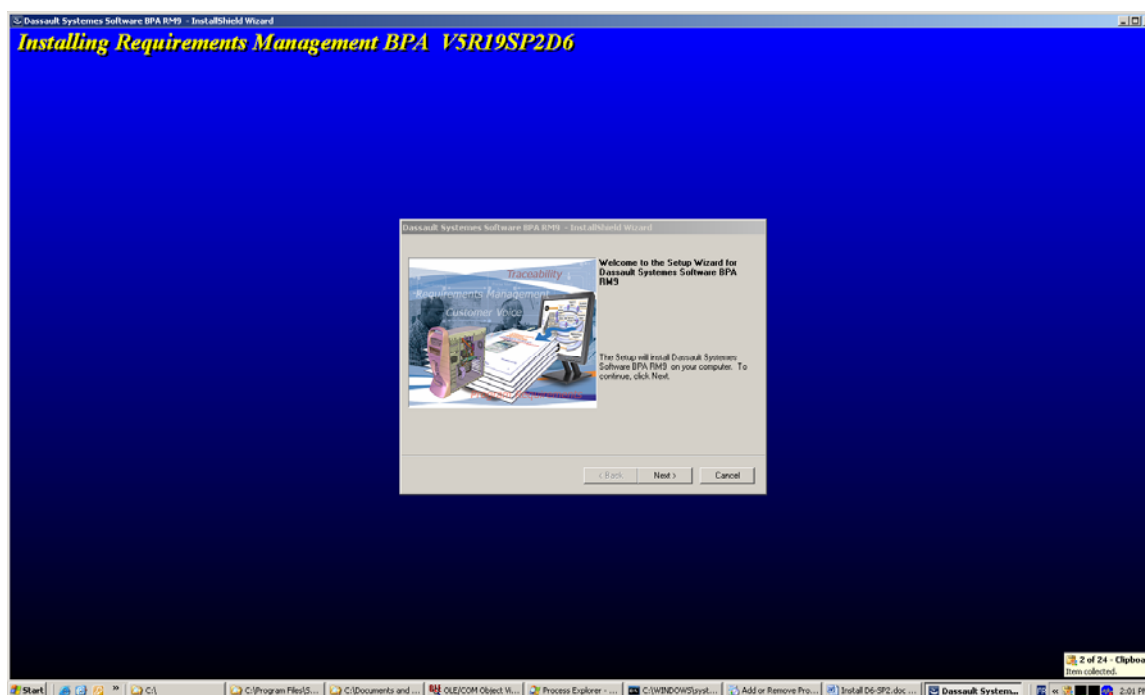 Dassault Systemes Software BPA RM9 - InstallShield Wizard
Installing Requirements Management BPA V5R19SP2D6
Dassault Systemes Software BPA RM9 - InstallShield Wizard
Traceability
Requirements Management
Customer Voice
Program Requirements
Welcome to the Setup Wizard for
Dassault Systemes Software BPA
RM9
The Setup will install Dassault Systemes
Software BPA RM9 on your computer. To
continue, click Next.
< Back
Next >
Cancel
2 of 24 - Clipboa
Item collected.
Start
C:\
C:\Program Files\S...
C:\Documents and ...
OLE/COM Object Vi...
Process Explorer - ...
C:\WINDOWS\syst...
Add or Remove Pro...
Install D6-SP2.doc ...
Dassault System...